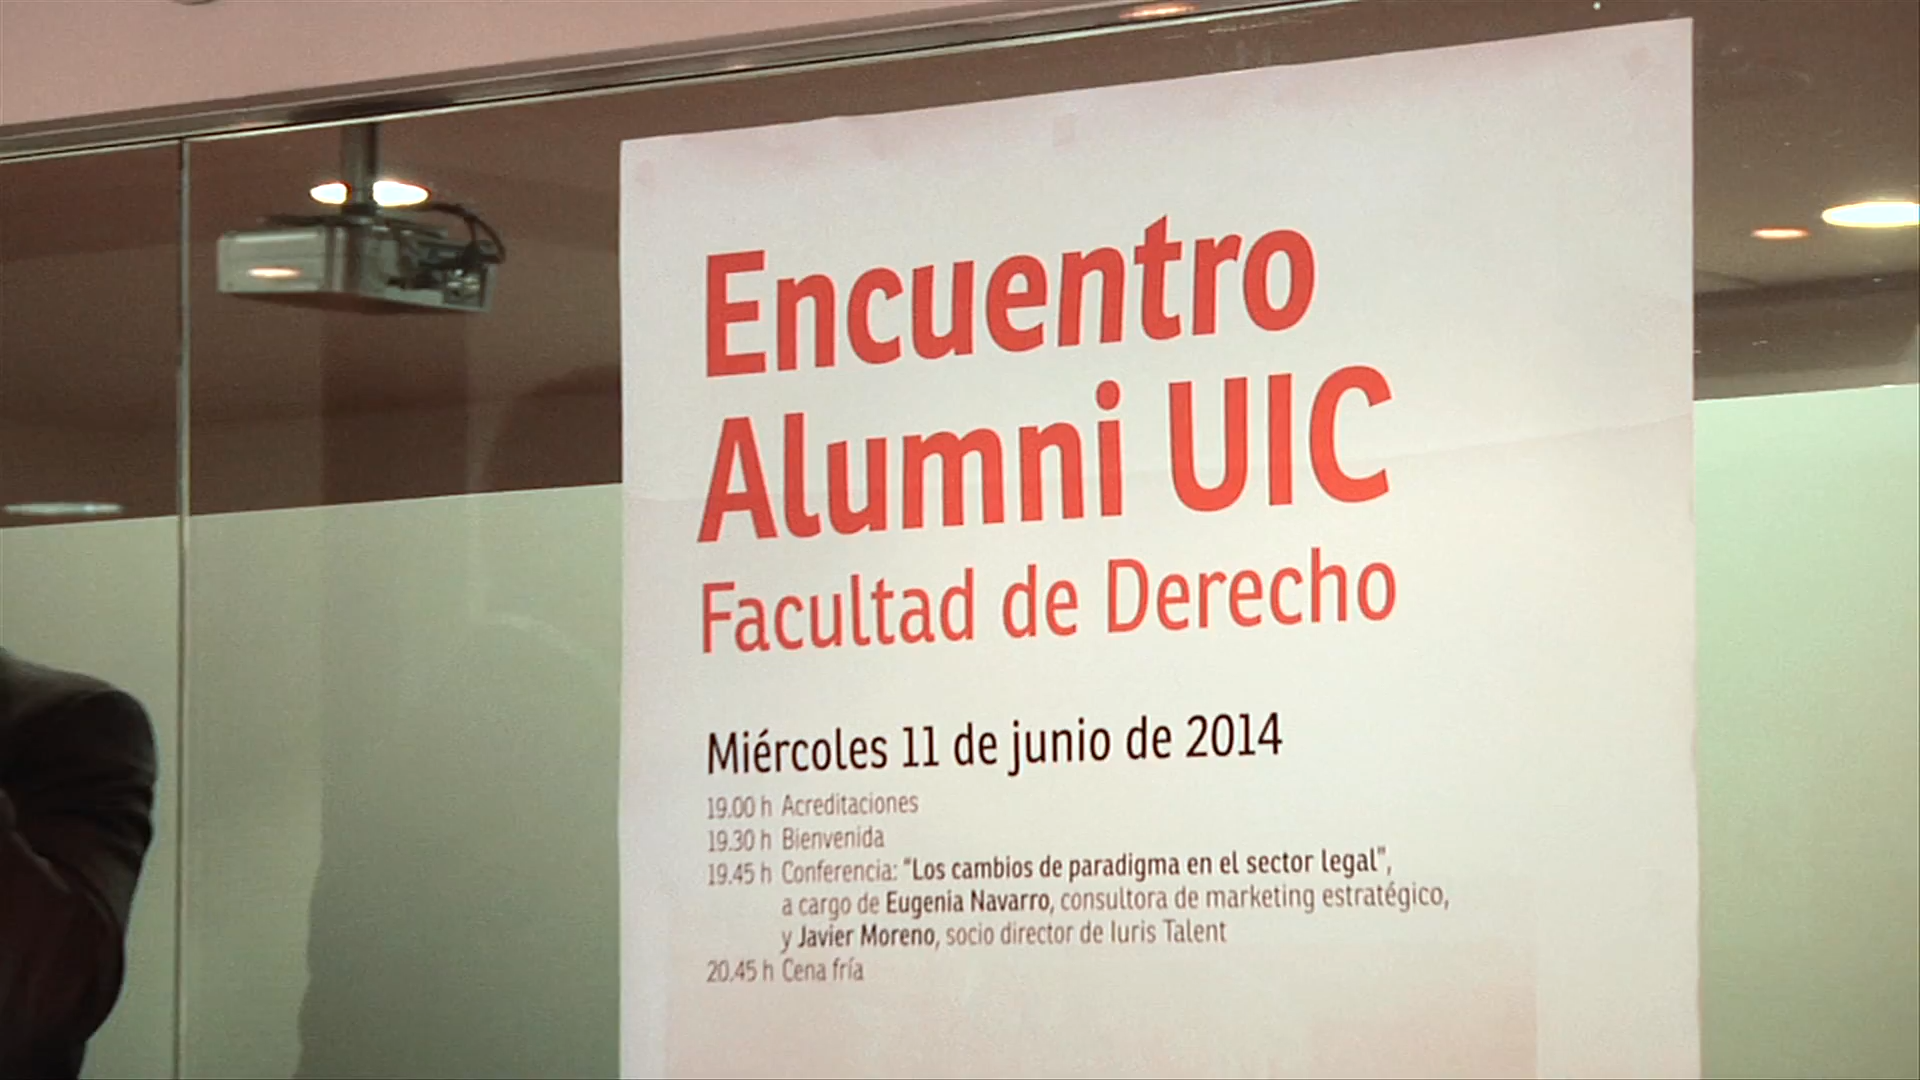 Encuentro
Alumni UIC
Facultad de Derecho
Miércoles 11 de junio de 2014
19.00 h Acreditaciones
19.30 h Bienvenida
19.45 h Conferencia: “Los cambios de paradigma en el sector legal”,
a cargo de Eugenia Navarro, consultora de marketing estratégico,
y Javier Moreno, socio director de Iuris Talent
20.45 h Cena fría